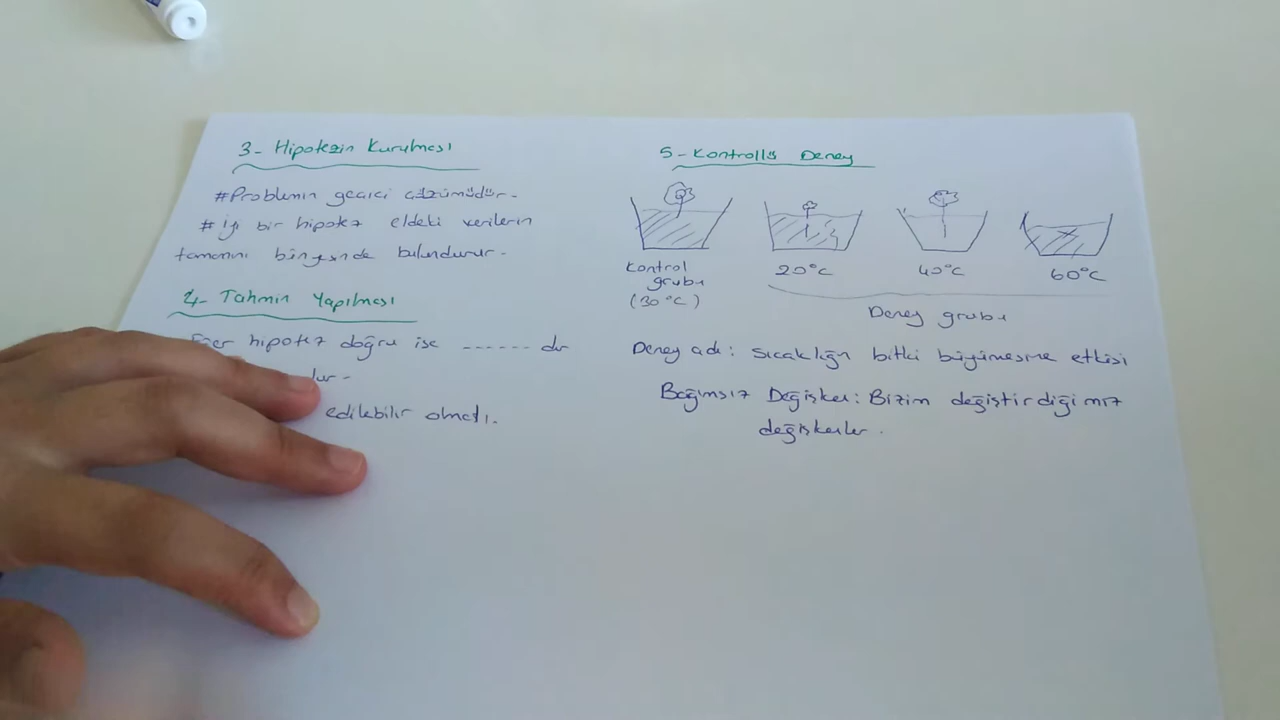 3- Hipotezin Kurulması
#Problemin geçici çözümüdür.
# İyi bir hipotez eldeki verilerin
tamamını bünyesinde bulundurur.
4- Tahmin Yapılması
hipotez doğru ise ------ dır
edilebilir olmalı.
5- Kontrollü Deney
Kontrol grubu (30°C)
20°C
40°C
60°C
Deney grubu
Deney adı: Sıcaklığın bitki büyümesine etkisi
Bağımsız Değişken: Bizim değiştirdiğimiz
değişkenler.